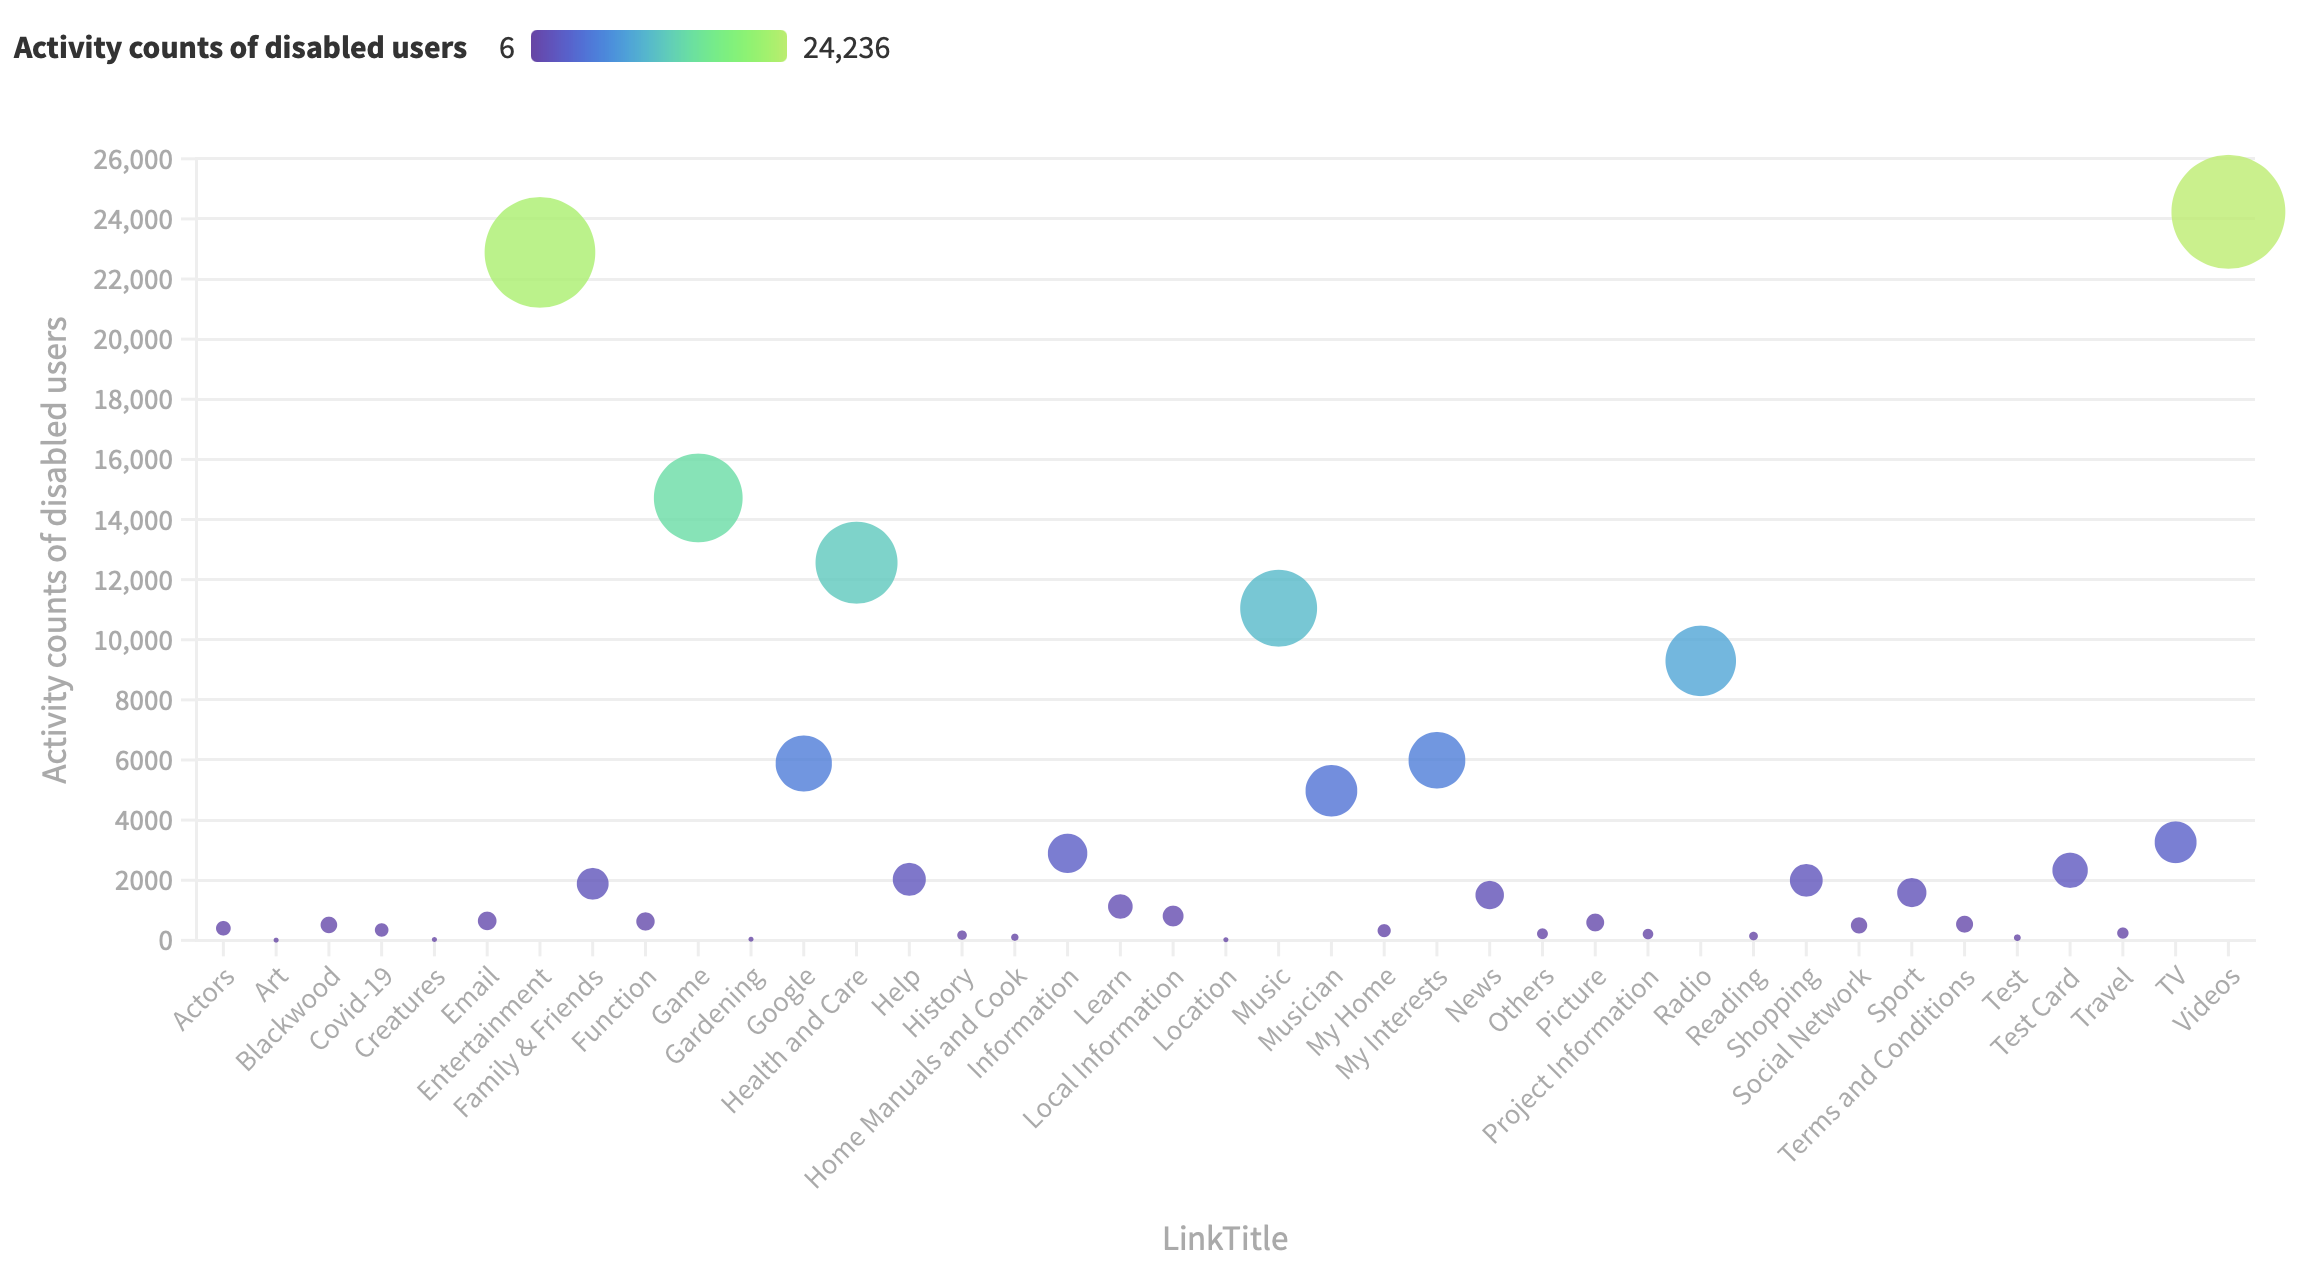 Activity counts of disabled users 6 24,236
26,000
24,000
22,000
20,000
18,000
16,000
14,000
12,000
10,000
8000
6000
4000
2000
0
Activity counts of disabled users
Actors
Art
Blackwood
Covid-19
Creatures
Email
Entertainment
Family & Friends
Function
Game
Gardening
Google
Health and Care
Help
History
Home Manuals and Cook
Information
Learn
Local Information
Location
Music
Musician
My Home
My Interests
News
Others
Picture
Project Information
Radio
Reading
Shopping
Social Network
Sport
Terms and Conditions
Test
Test Card
Travel
TV
Videos
LinkTitle